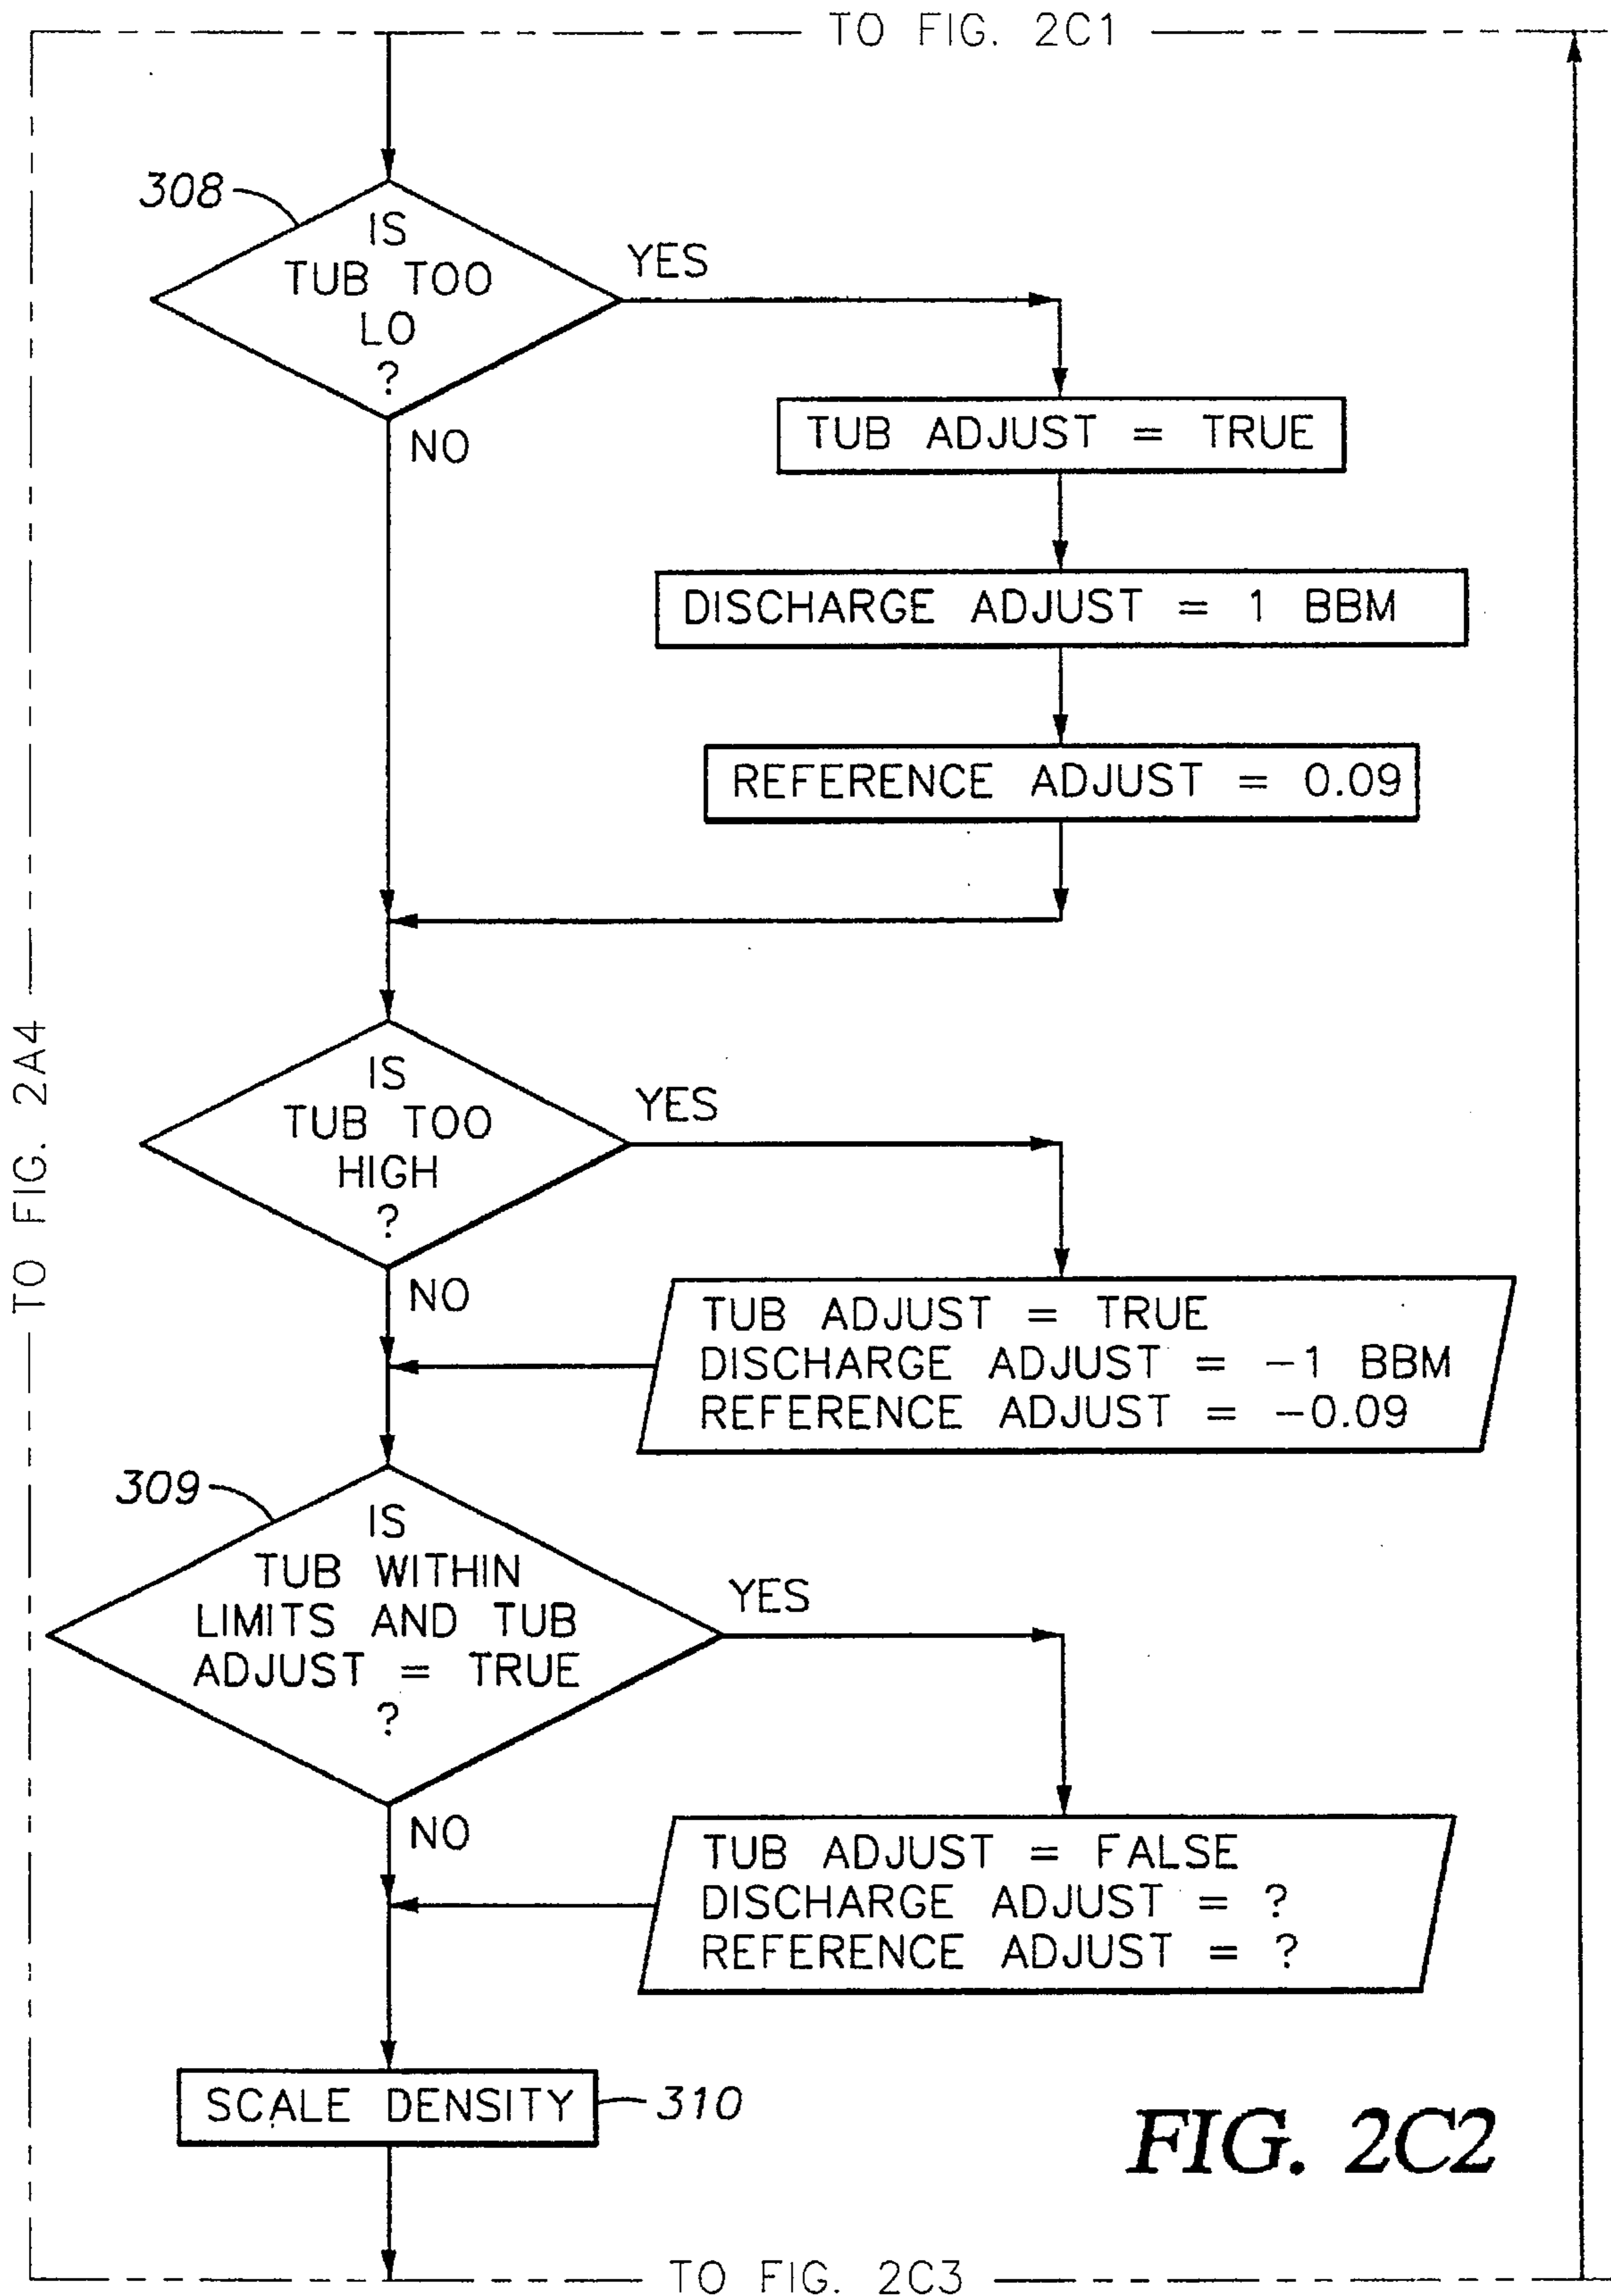 TO FIG. 2C1
308
IS
TUB TOO
LO
?
YES
NO
TUB ADJUST = TRUE
DISCHARGE ADJUST = 1 BBM
REFERENCE ADJUST = 0.09
TO FIG. 2A4
IS
TUB TOO
HIGH
?
YES
NO
TUB ADJUST = TRUE
DISCHARGE ADJUST = -1 BBM
REFERENCE ADJUST = -0.09
309
IS
TUB WITHIN
LIMITS AND TUB
ADJUST = TRUE
?
YES
NO
TUB ADJUST = FALSE
DISCHARGE ADJUST = ?
REFERENCE ADJUST = ?
SCALE DENSITY
310
FIG. 2C2
TO FIG. 2C3